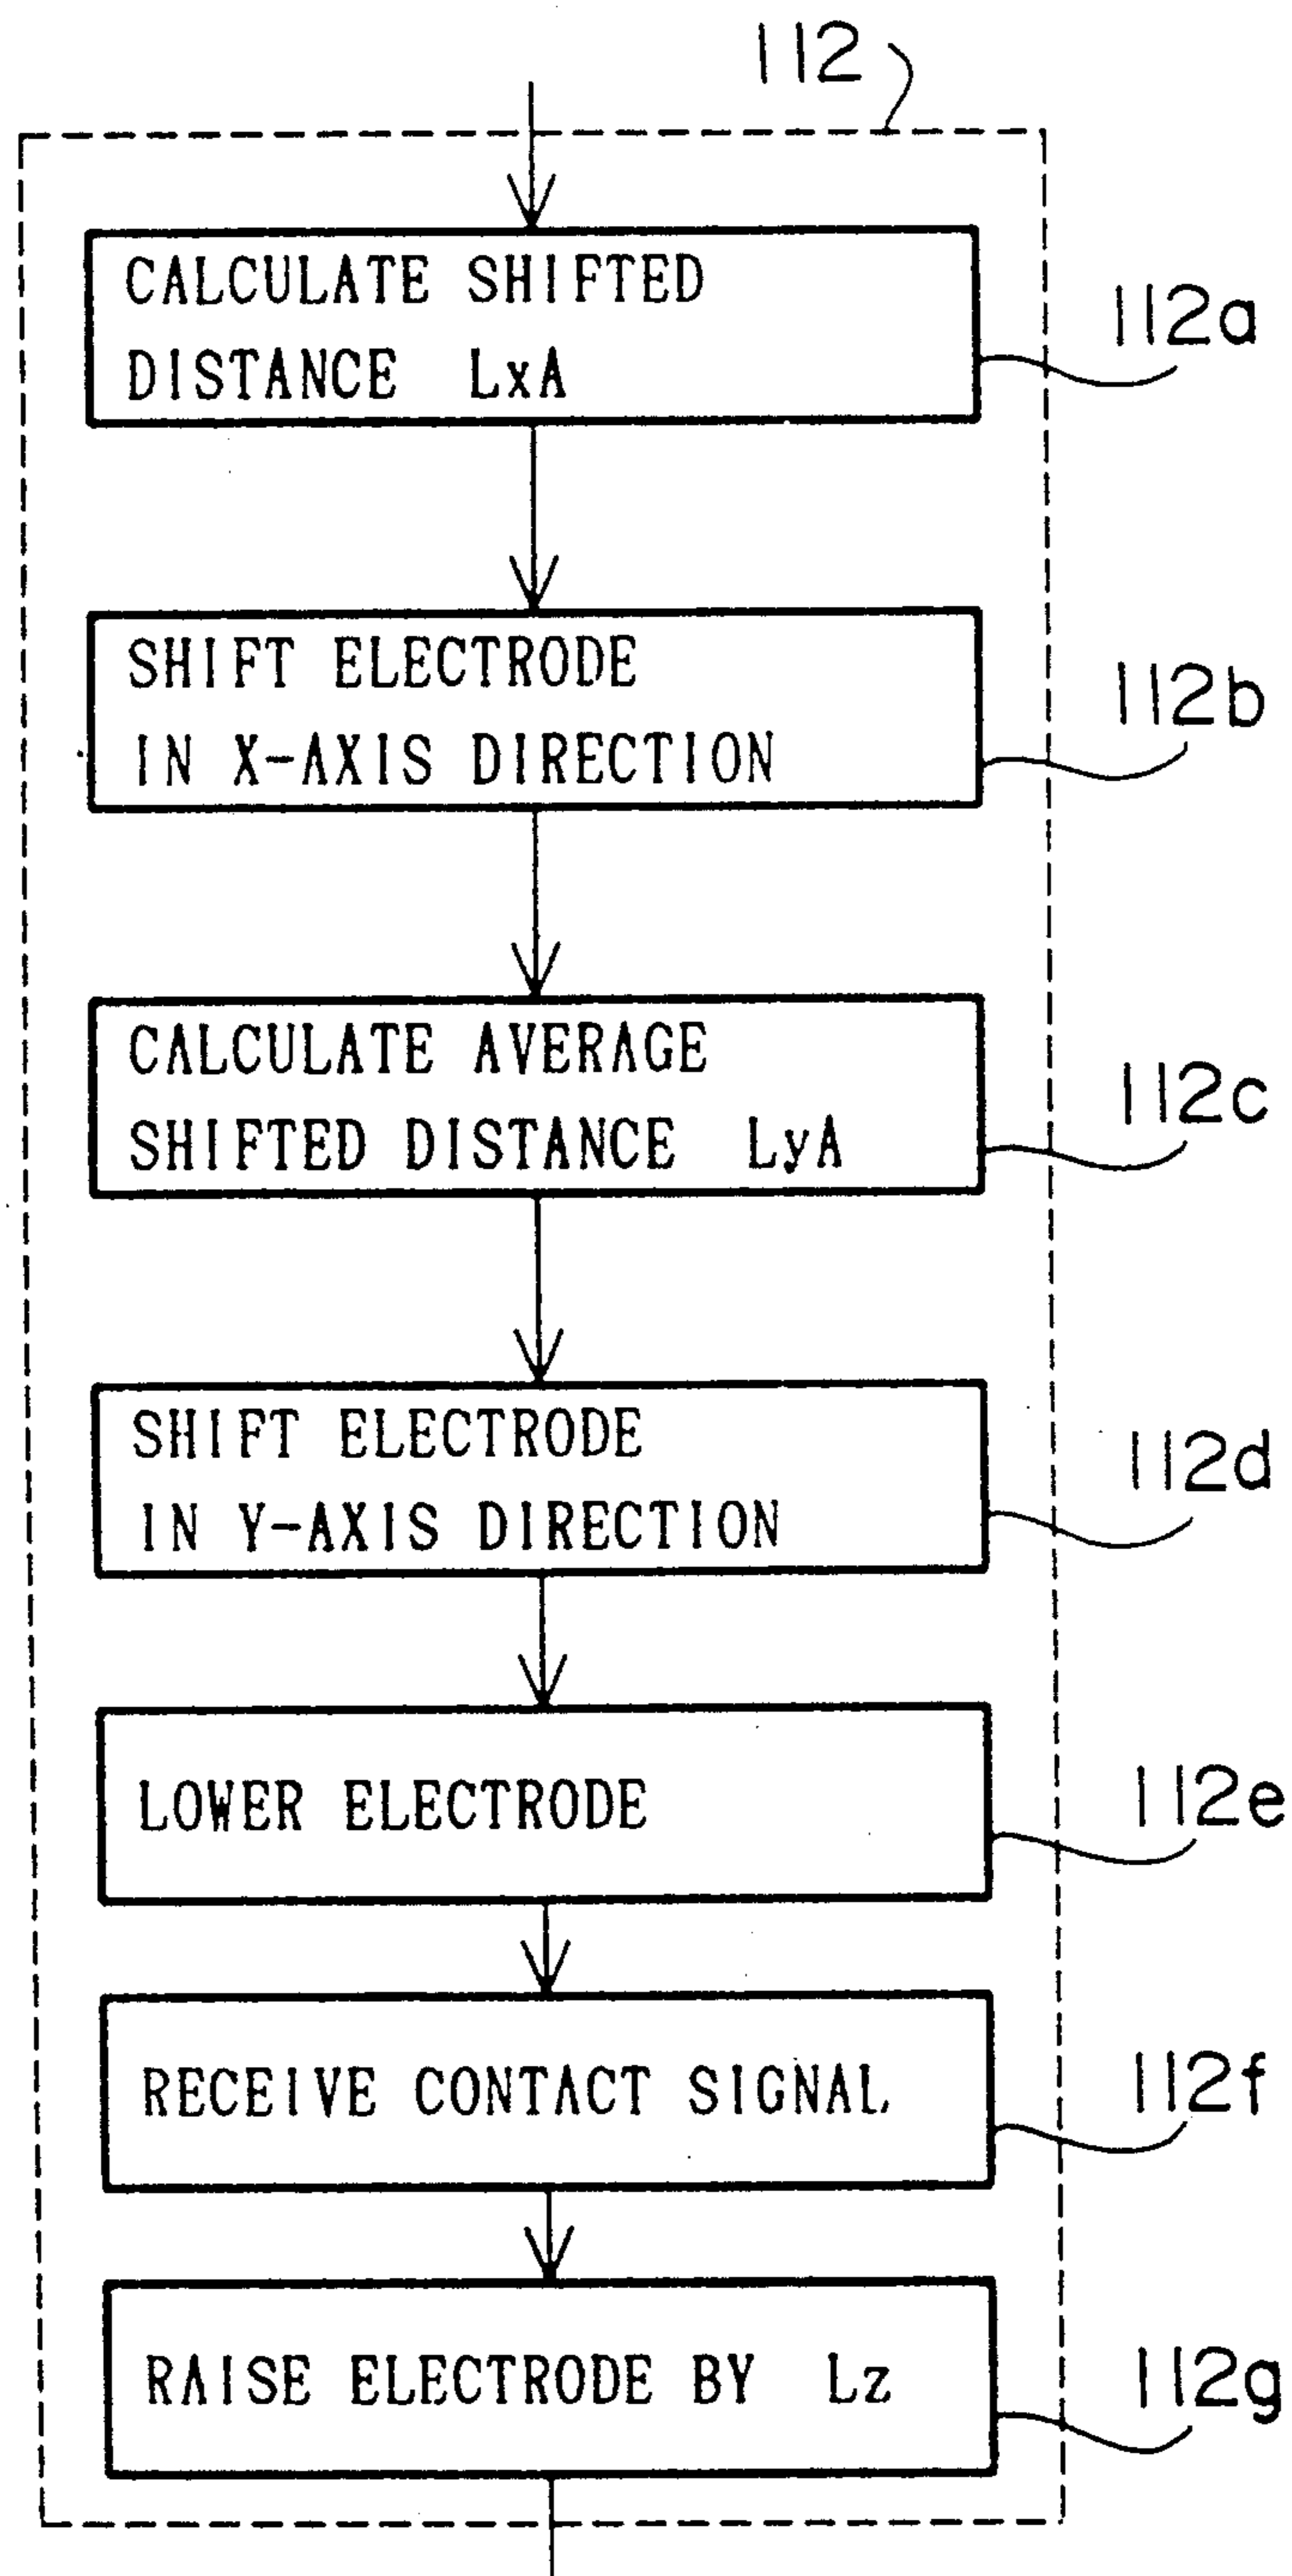 112
CALCULATE SHIFTED
DISTANCE LxA
112a
SHIFT ELECTRODE
IN X-AXIS DIRECTION
112b
CALCULATE AVERAGE
SHIFTED DISTANCE LyA
112c
SHIFT ELECTRODE
IN Y-AXIS DIRECTION
112d
LOWER ELECTRODE
112e
RECEIVE CONTACT SIGNAL
112f
RAISE ELECTRODE BY Lz
112g